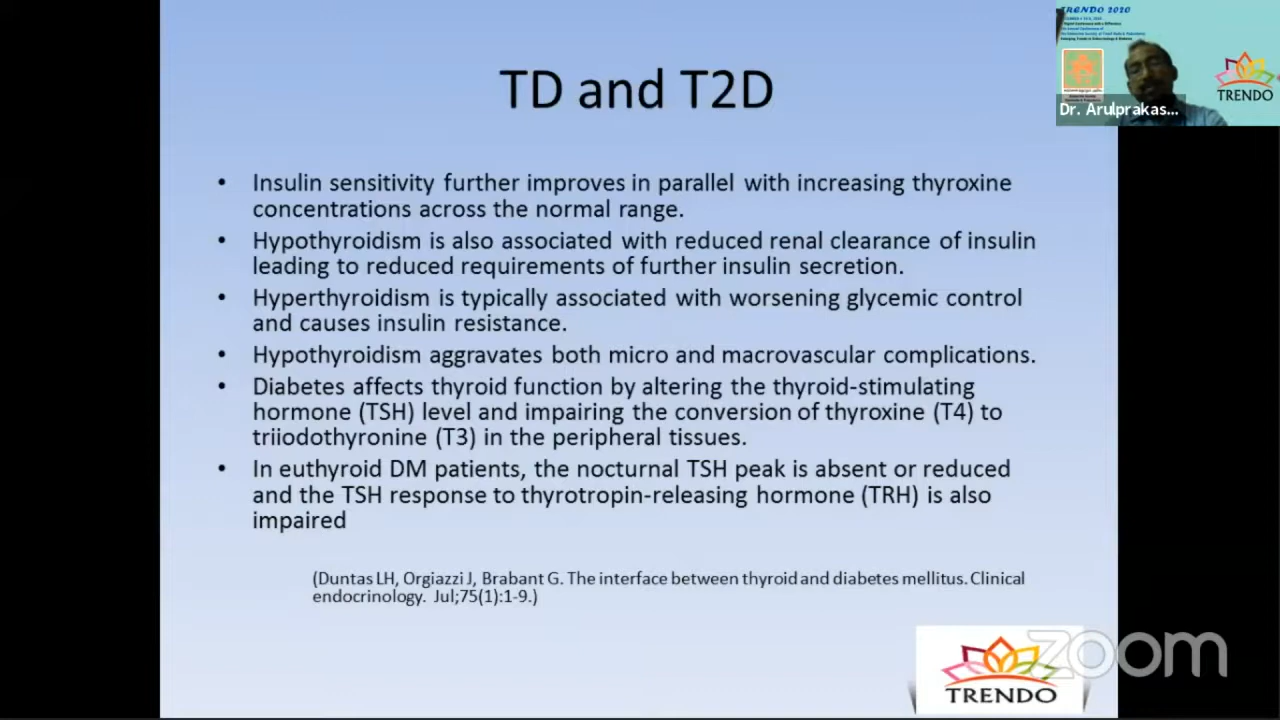 TD and T2D
• Insulin sensitivity further improves in parallel with increasing thyroxine
concentrations across the normal range.
• Hypothyroidism is also associated with reduced renal clearance of insulin
leading to reduced requirements of further insulin secretion.
• Hyperthyroidism is typically associated with worsening glycemic control
and causes insulin resistance.
• Hypothyroidism aggravates both micro and macrovascular complications.
• Diabetes affects thyroid function by altering the thyroid-stimulating
hormone (TSH) level and impairing the conversion of thyroxine (T4) to
triiodothyronine (T3) in the peripheral tissues.
• In euthyroid DM patients, the nocturnal TSH peak is absent or reduced
and the TSH response to thyrotropin-releasing hormone (TRH) is also
impaired
(Duntas LH, Orgiazzi J, Brabant G. The interface between thyroid and diabetes mellitus. Clinical
endocrinology. Jul;75(1):1-9.)
TRENDO 2020
TRENDO
Dr. Arulprakas...
zoom
TRENDO